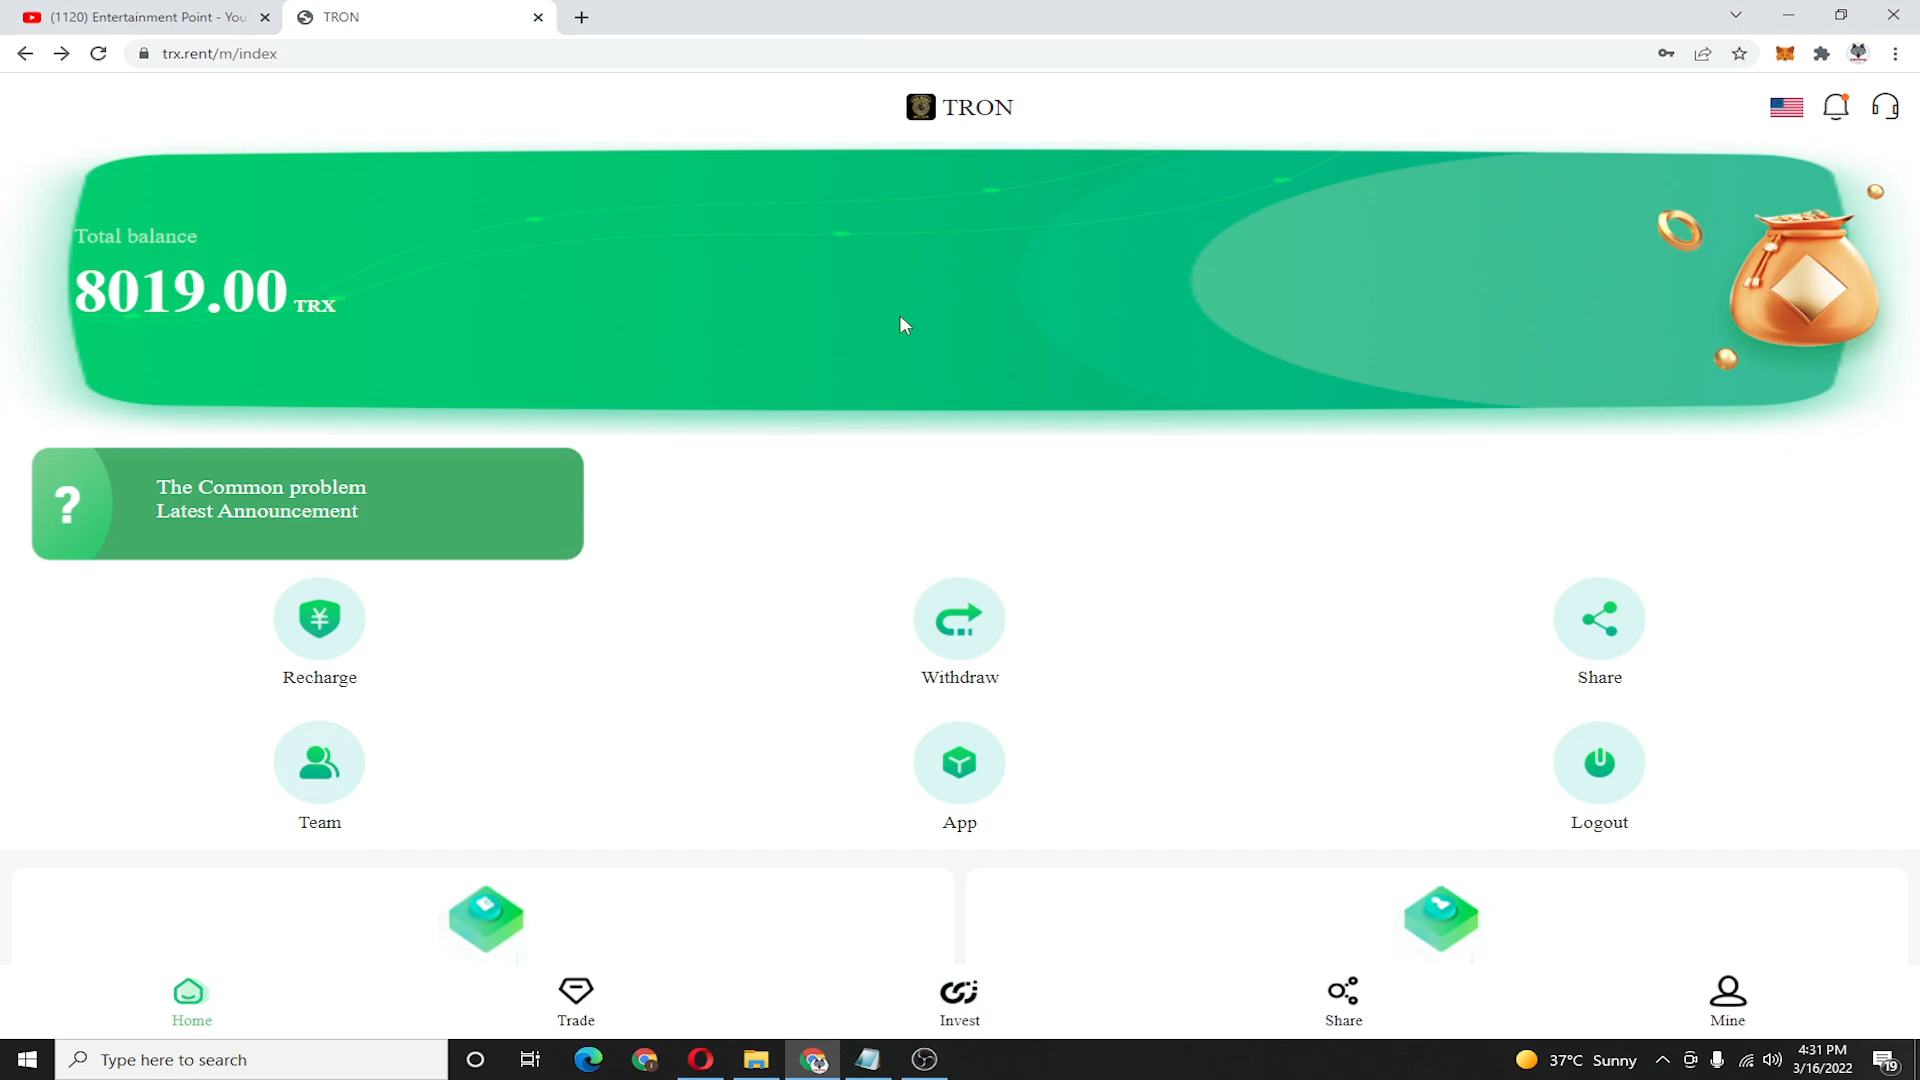 (1120) Entertainment Point - You
TRON
trx.rent/m/index
TRON
Total balance
8019.00 TRX
?
The Common problem
Latest Announcement
Recharge
Withdraw
Share
Team
App
Logout
Home
Trade
Invest
Share
Mine
Type here to search
37°C Sunny
4:31 PM
3/16/2022
19